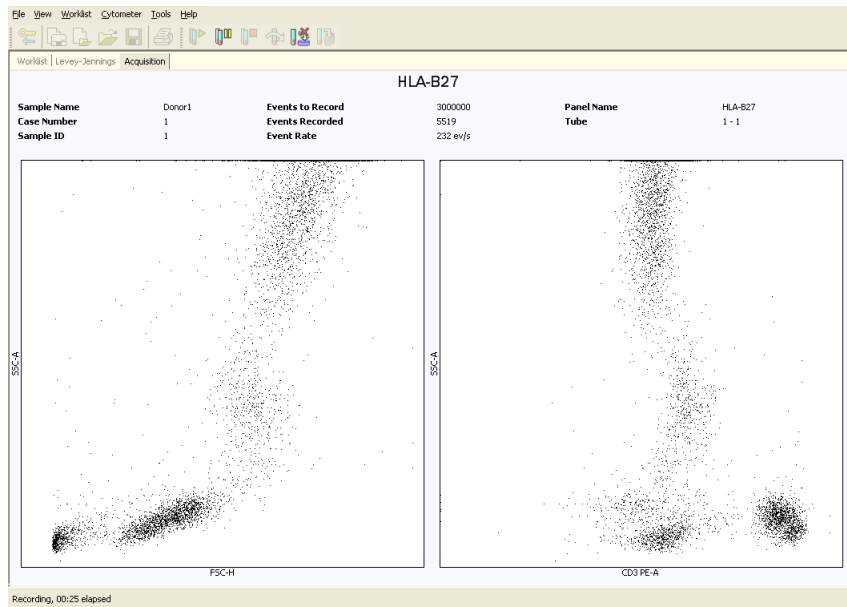 File View Worklist Cytometer Tools Help
Worklist Levey-Jennings Acquisition
HLA-B27
Sample Name Donor1 Events to Record 3000000 Panel Name HLA-B27
Case Number 1 Events Recorded 5519 Tube 1 - 1
Sample ID 1 Event Rate 232 ev/s
SSC-A
FSC-H
SSC-A
CD3 PE-A
Recording, 00:25 elapsed